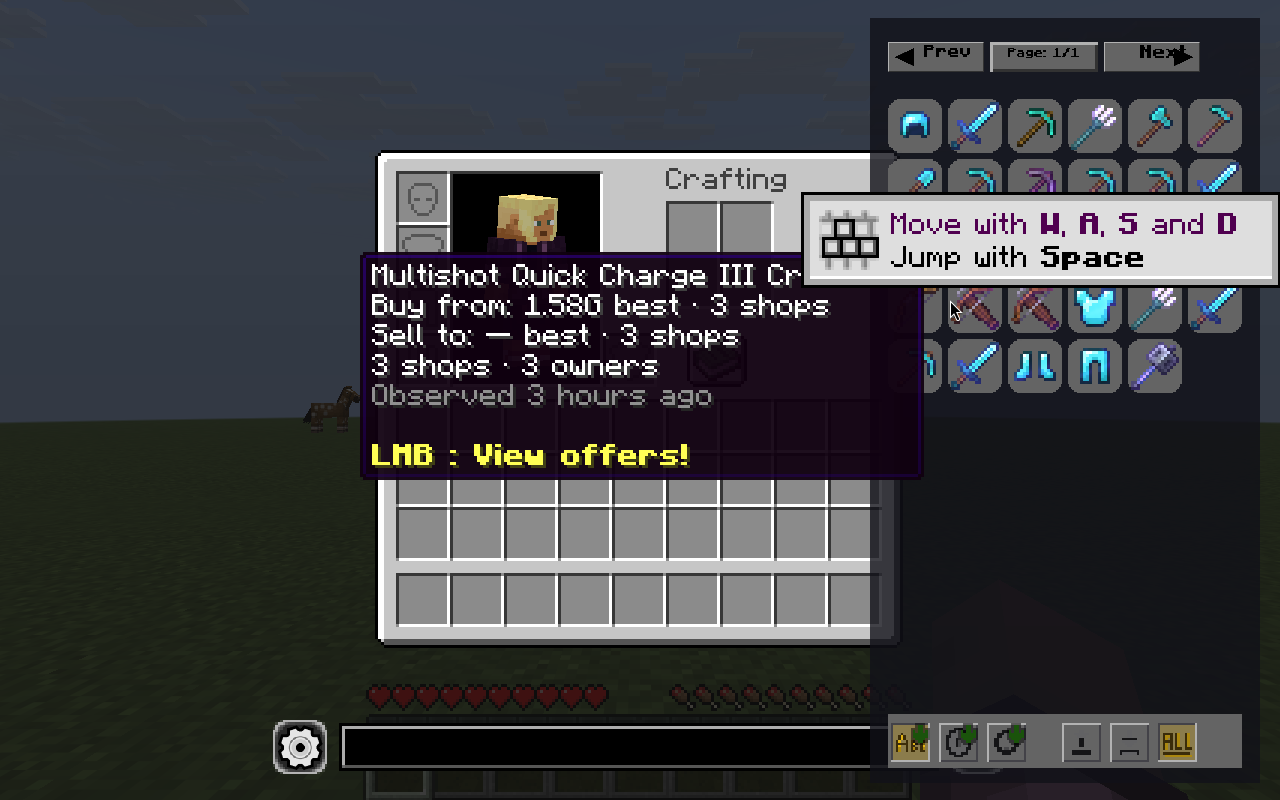 Prev
Page: 1/1
Next
Crafting
Move with W, A, S and D
Jump with Space
Multishot Quick Charge III Cr
Buy from: 1.580 best · 3 shops
Sell to: — best · 3 shops
3 shops · 3 owners
Observed 3 hours ago
LMB : View offers!
ALL